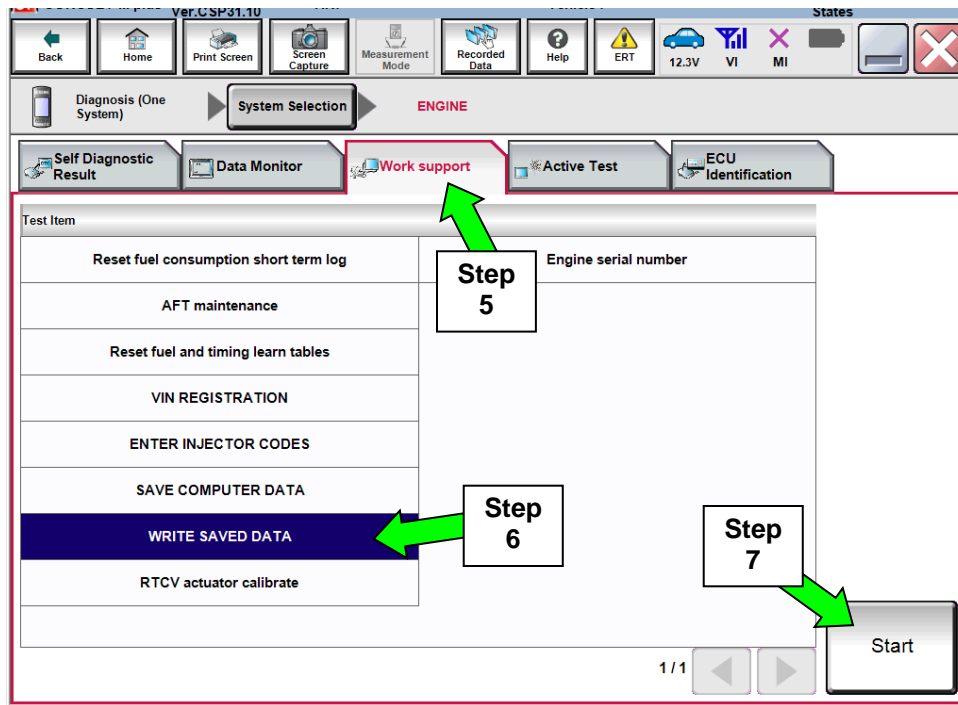 Ver.CSP31.10
States
Back
Home
Print Screen
Screen
Capture
Measurement
Mode
Recorded
Data
Help
ERT
12.3V
VI
MI
Diagnosis (One
System)
System Selection
ENGINE
Self Diagnostic
Result
Data Monitor
Work support
Active Test
ECU
Identification
Test Item
Reset fuel consumption short term log
Engine serial number
Step
5
AFT maintenance
Reset fuel and timing learn tables
VIN REGISTRATION
ENTER INJECTOR CODES
SAVE COMPUTER DATA
WRITE SAVED DATA
Step
6
Step
7
RTCV actuator calibrate
Start
1/1